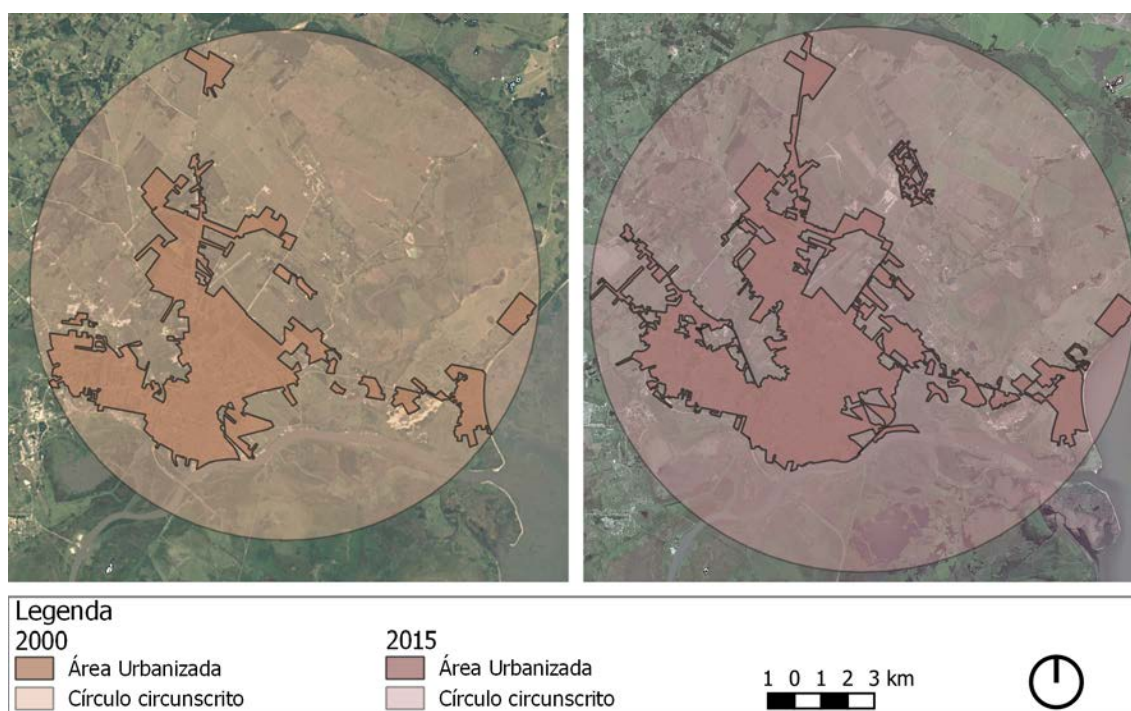 Legenda
2000
Área Urbanizada
Círculo circunscrito
2015
Área Urbanizada
Círculo circunscrito
1 0 1 2 3 km